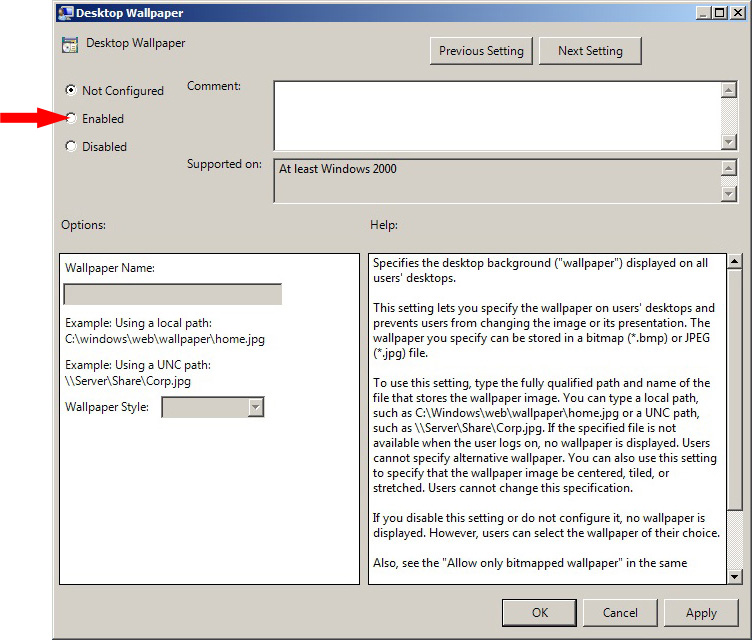 Desktop Wallpaper
Desktop Wallpaper
Previous Setting
Next Setting
Not Configured
Enabled
Disabled
Comment:
Supported on:
At least Windows 2000
Options:
Help:
Wallpaper Name:
Example: Using a local path:
C:\windows\web\wallpaper\home.jpg
Example: Using a UNC path:
\\Server\Share\Corp.jpg
Wallpaper Style:
Specifies the desktop background ("wallpaper") displayed on all
users' desktops.
This setting lets you specify the wallpaper on users' desktops and
prevents users from changing the image or its presentation. The
wallpaper you specify can be stored in a bitmap (*.bmp) or JPEG
(*.jpg) file.
To use this setting, type the fully qualified path and name of the
file that stores the wallpaper image. You can type a local path,
such as C:\Windows\web\wallpaper\home.jpg or a UNC path,
such as \\Server\Share\Corp.jpg. If the specified file is not
available when the user logs on, no wallpaper is displayed. Users
cannot specify alternative wallpaper. You can also use this setting
to specify that the wallpaper image be centered, tiled, or
stretched. Users cannot change this specification.
If you disable this setting or do not configure it, no wallpaper is
displayed. However, users can select the wallpaper of their choice.
Also, see the "Allow only bitmapped wallpaper" in the same
OK
Cancel
Apply